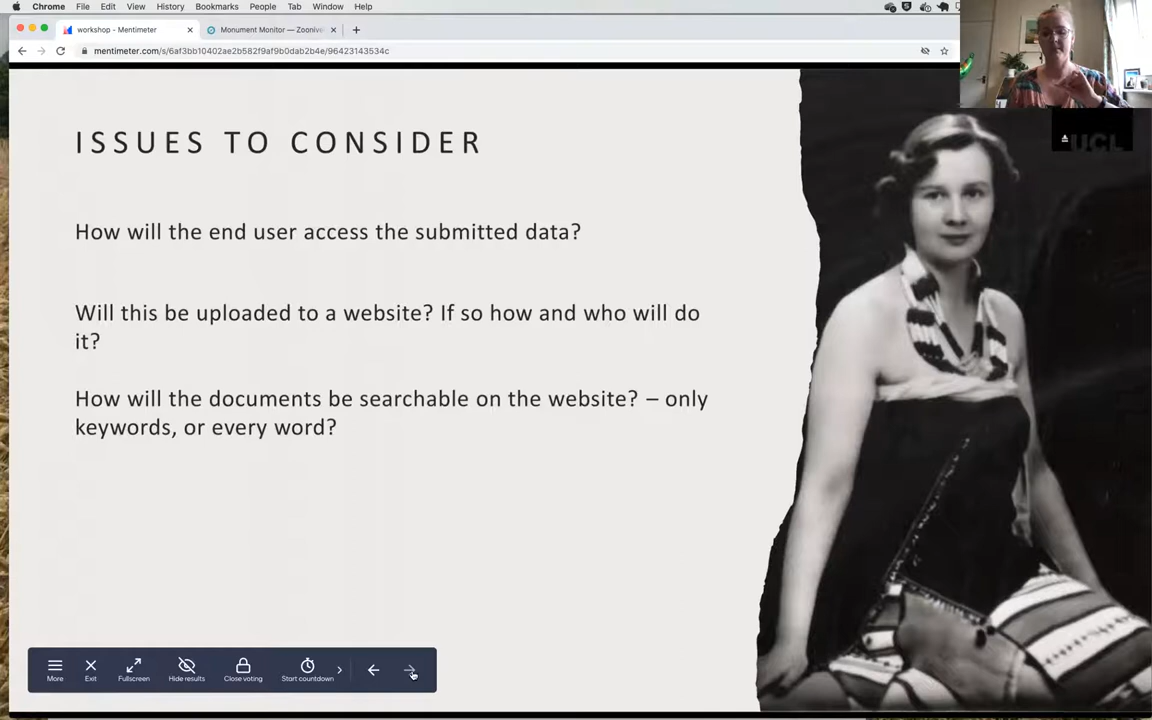 Chrome File Edit View History Bookmarks People Tab Window Help
workshop - Mentimeter
Monument Monitor — Zoonive
mentimeter.com/s/6af3bb10402ae2b582f9af9b0dab2b4e/96423143534c
UCL
ISSUES TO CONSIDER
How will the end user access the submitted data?
Will this be uploaded to a website? If so how and who will do
it?
How will the documents be searchable on the website? – only
keywords, or every word?
More Exit Fullscreen Hide results Close voting Start countdown